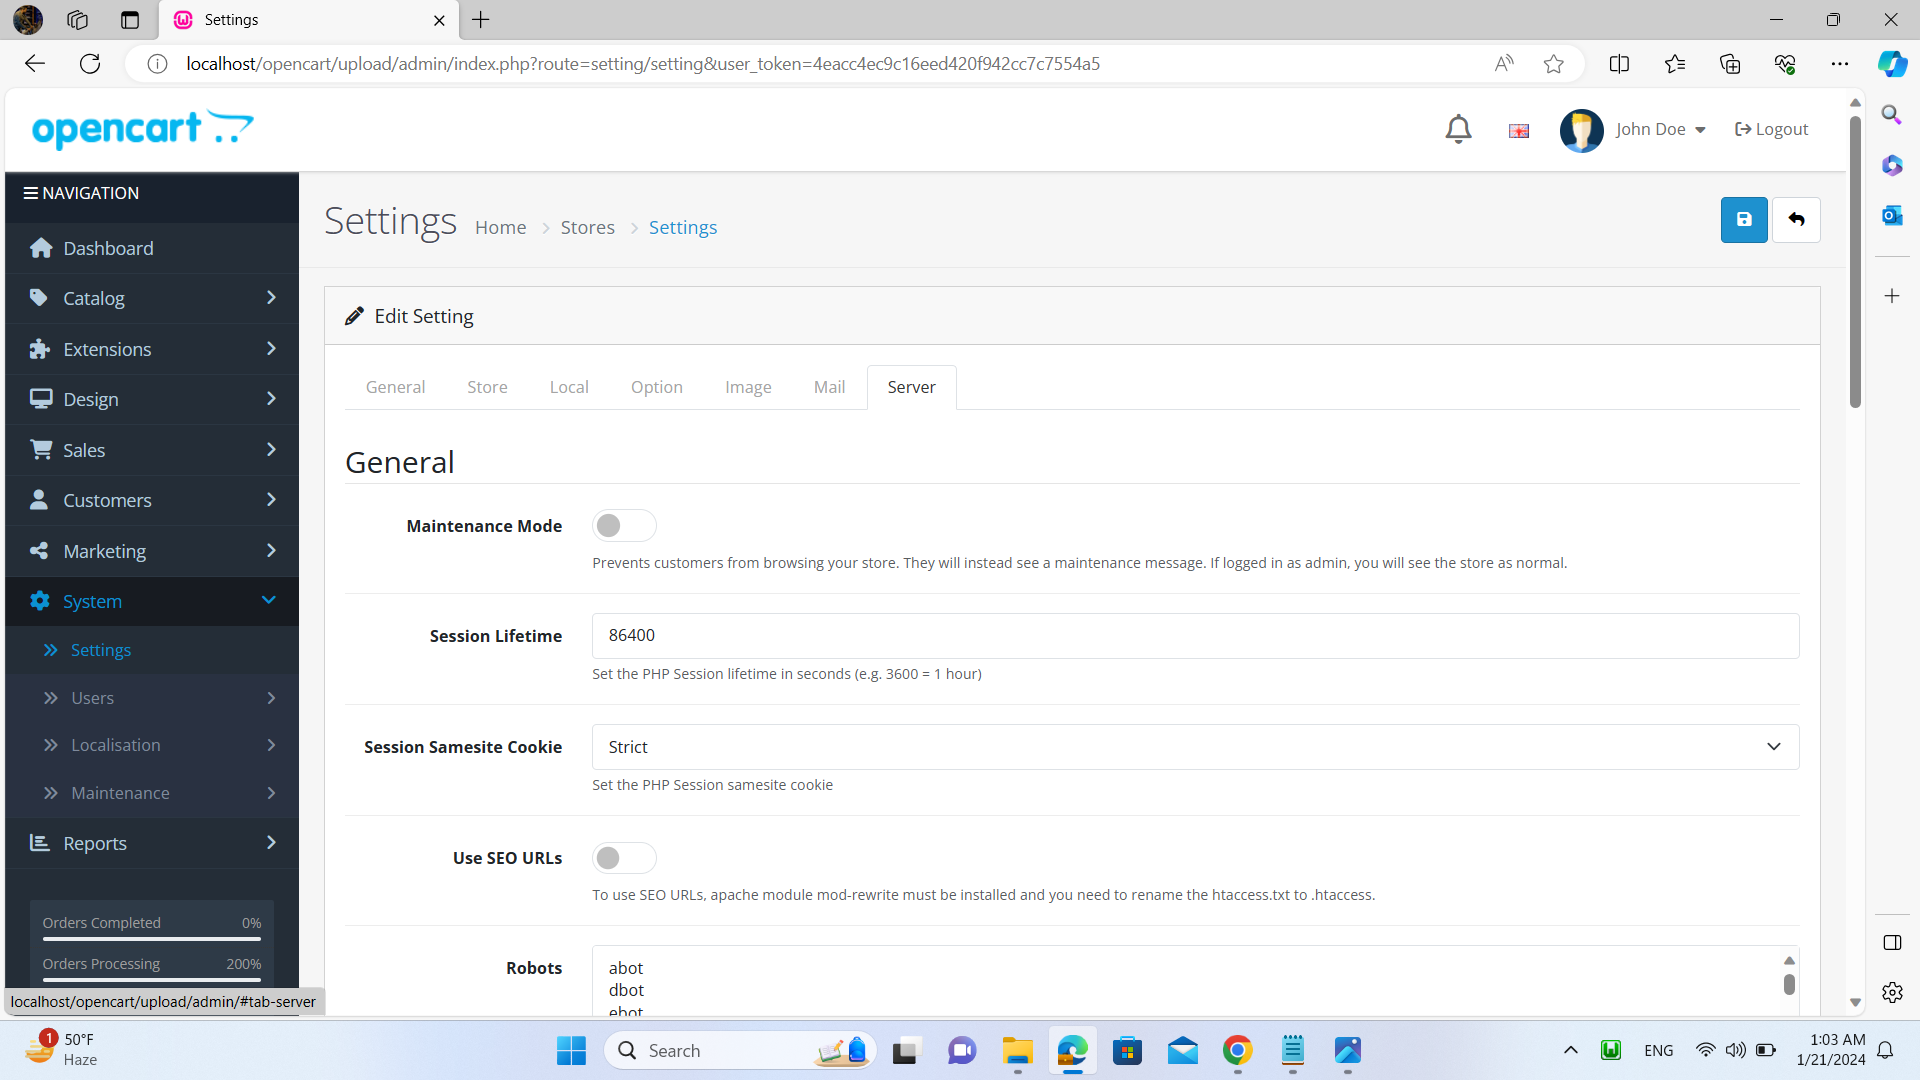 Settings
localhost/opencart/upload/admin/index.php?route=setting/setting&user_token=4eacc4ec9c16eed420f942cc7c7554a5
opencart
John Doe
Logout
NAVIGATION
Dashboard
Catalog
Extensions
Design
Sales
Customers
Marketing
System
Settings
Users
Localisation
Maintenance
Reports
Orders Completed 0%
Orders Processing 200%
localhost/opencart/upload/admin/#tab-server
Settings Home Stores Settings
Edit Setting
General Store Local Option Image Mail Server
General
Maintenance Mode
Prevents customers from browsing your store. They will instead see a maintenance message. If logged in as admin, you will see the store as normal.
Session Lifetime 86400
Set the PHP Session lifetime in seconds (e.g. 3600 = 1 hour)
Session Samesite Cookie Strict
Set the PHP Session samesite cookie
Use SEO URLs
To use SEO URLs, apache module mod-rewrite must be installed and you need to rename the htaccess.txt to .htaccess.
Robots abot
dbot
ebot
1
50°F
Haze
Search
ENG
1:03 AM
1/21/2024